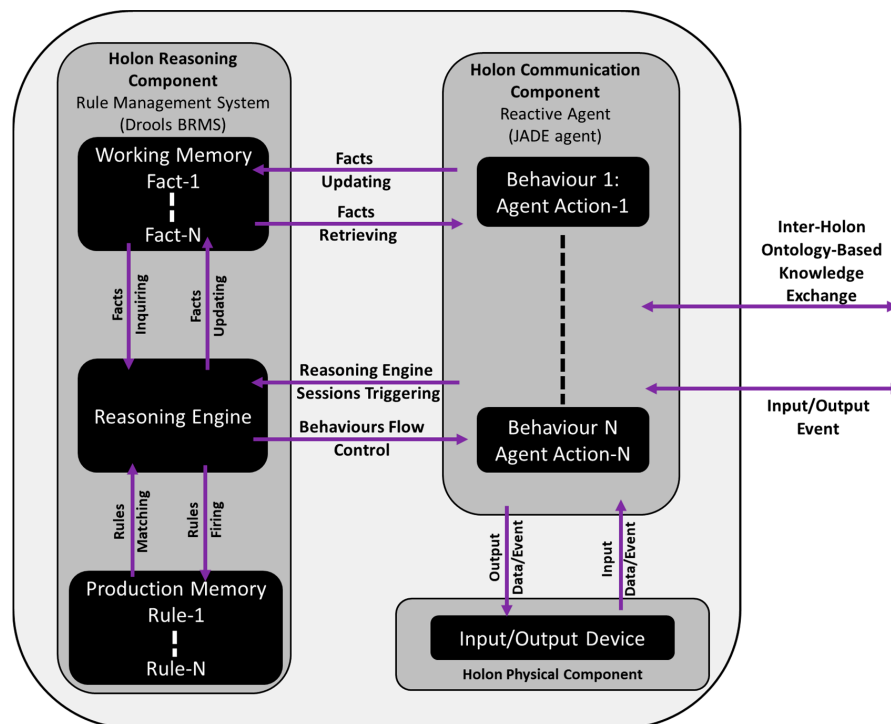 Holon Reasoning
Component
Rule Management System
(Drools BRMS)
Working Memory
Fact-1
Fact-N
Facts
Inquiring
Facts
Updating
Reasoning Engine
Rules
Matching
Rules
Firing
Production Memory
Rule-1
Rule-N
Facts
Updating
Facts
Retrieving
Reasoning Engine
Sessions Triggering
Behaviours Flow
Control
Holon Communication
Component
Reactive Agent
(JADE agent)
Behaviour 1:
Agent Action-1
Behaviour N
Agent Action-N
Output
Data/Event
Input
Data/Event
Input/Output Device
Holon Physical Component
Inter-Holon
Ontology-Based
Knowledge
Exchange
Input/Output
Event